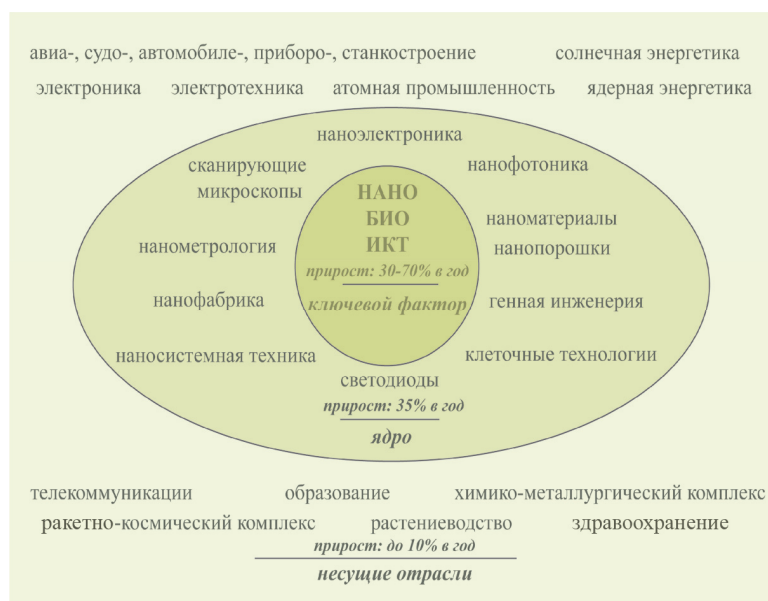 авиа-, судо-, автомобиле-, приборо-, станкостроение солнечная энергетика
электроника электротехника атомная промышленность ядерная энергетика
наноэлектроника
сканирующие нанофотоника
микроскопы
НАНО
БИО
ИКТ
прирост: 30-70% в год
ключевой фактор
наноматериалы
нанопорошки
нанометрология
нанофабрика
генная инженерия
наносистемная техника
клеточные технологии
светодиоды
прирост: 35% в год
ядро
телекоммуникации образование химико-металлургический комплекс
ракетно-космический комплекс растениеводство здравоохранение
прирост: до 10% в год
несущие отрасли